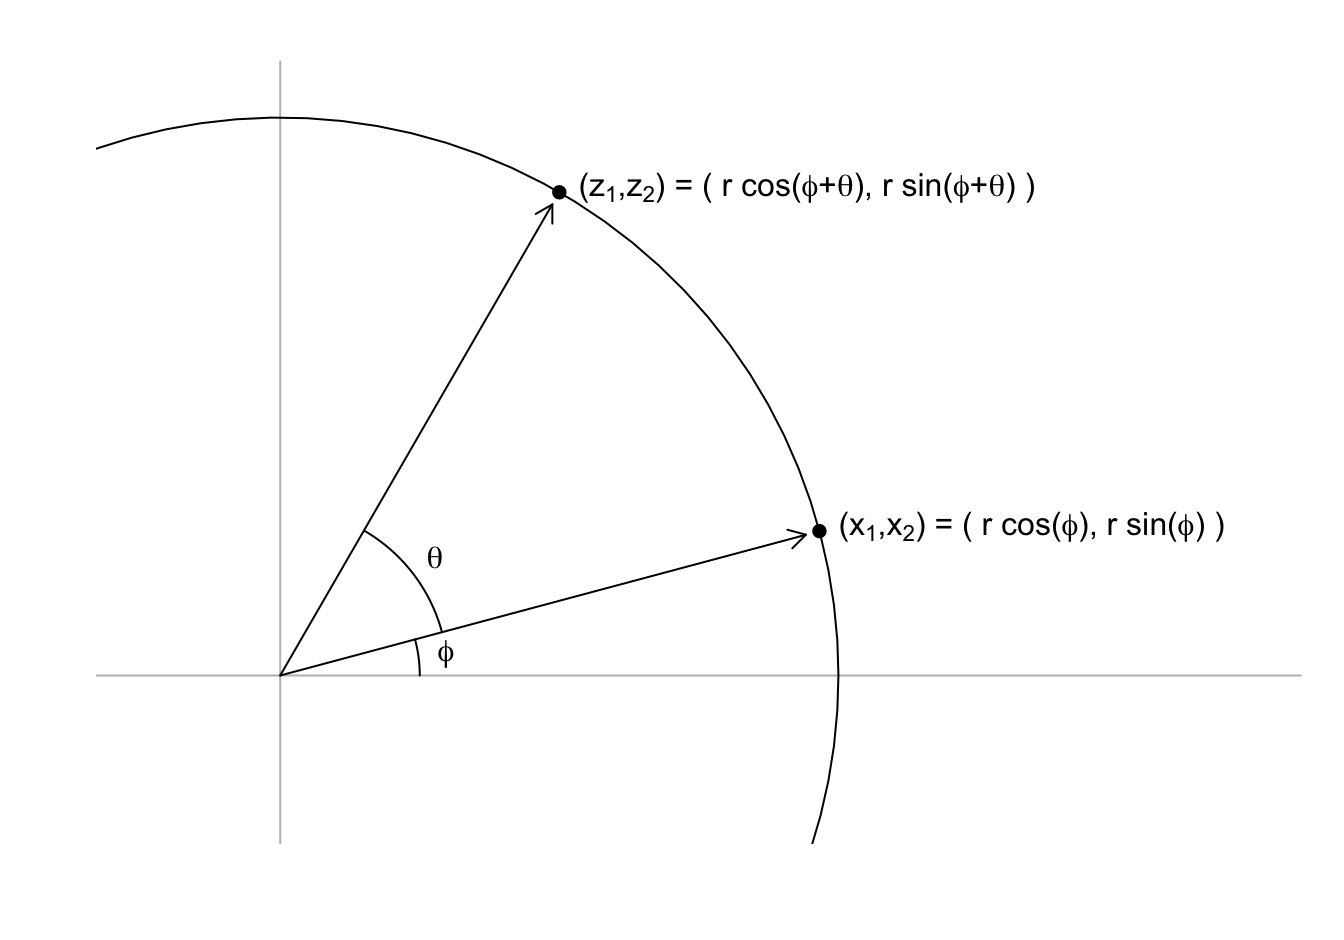 (z₁,z₂) = ( r cos(ϕ+θ), r sin(ϕ+θ) )
(x₁,x₂) = ( r cos(ϕ), r sin(ϕ) )
θ
ϕ